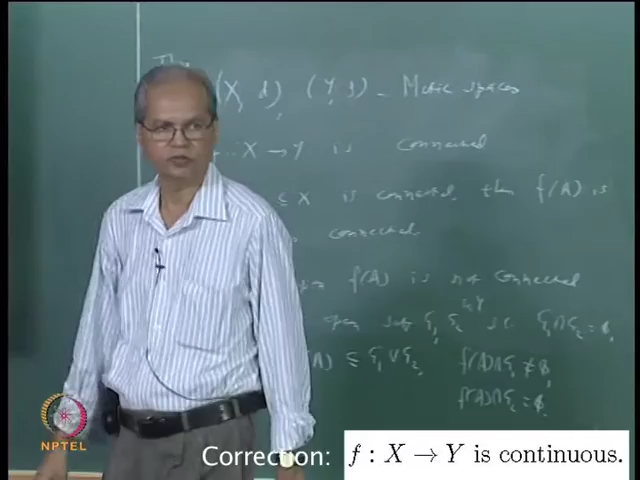 (X, d), (Y, ρ) - Metric spaces
: X → Y is connected
⊆ X is connected, then f(A) is
connected.
f(A) is not connected
in Y
open sets G₁, G₂ s.t. G₁∩G₂=φ,
A) ⊆ G₁∪G₂, f(A)∩G₁≠φ,
f(A)∩G₂=φ.
NPTEL
Correction: f : X → Y is continuous.